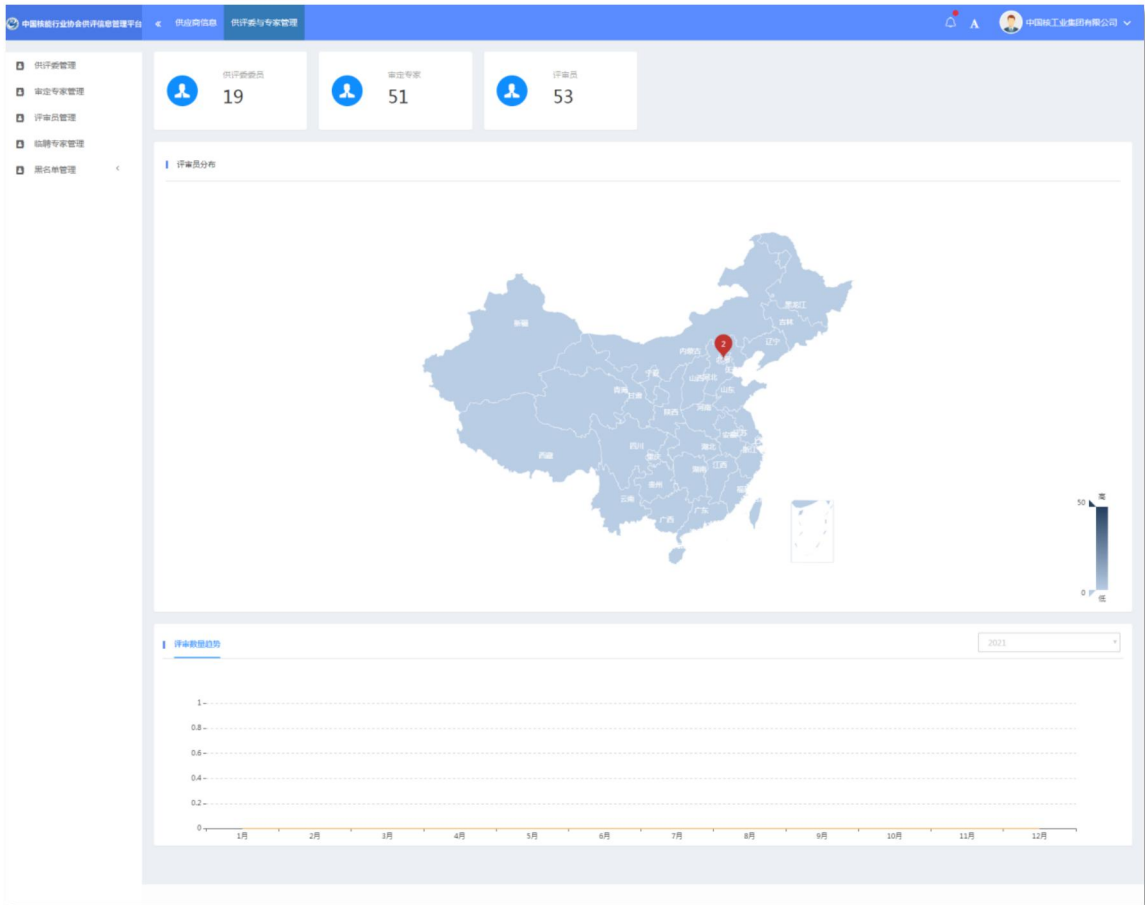 中国核能行业协会供评信息管理平台
«
供应商信息
供评委与专家管理
A
中国核工业集团有限公司
供评委管理
审定专家管理
评审员管理
临聘专家管理
黑名单管理
供评委委员
19
审定专家
51
评审员
53
评审员分布
黑龙江
吉林
新疆
辽宁
2
内蒙古
宁夏
山西河北
青海
甘肃
山东
陕西
河南
四川
湖北
浙江
西藏
重庆
湖南
江西
贵州
云南
广西
广东
高
50
0
低
评审数量趋势
2021
1
0.8
0.6
0.4
0.2
0
1月
2月
3月
4月
5月
6月
7月
8月
9月
10月
11月
12月